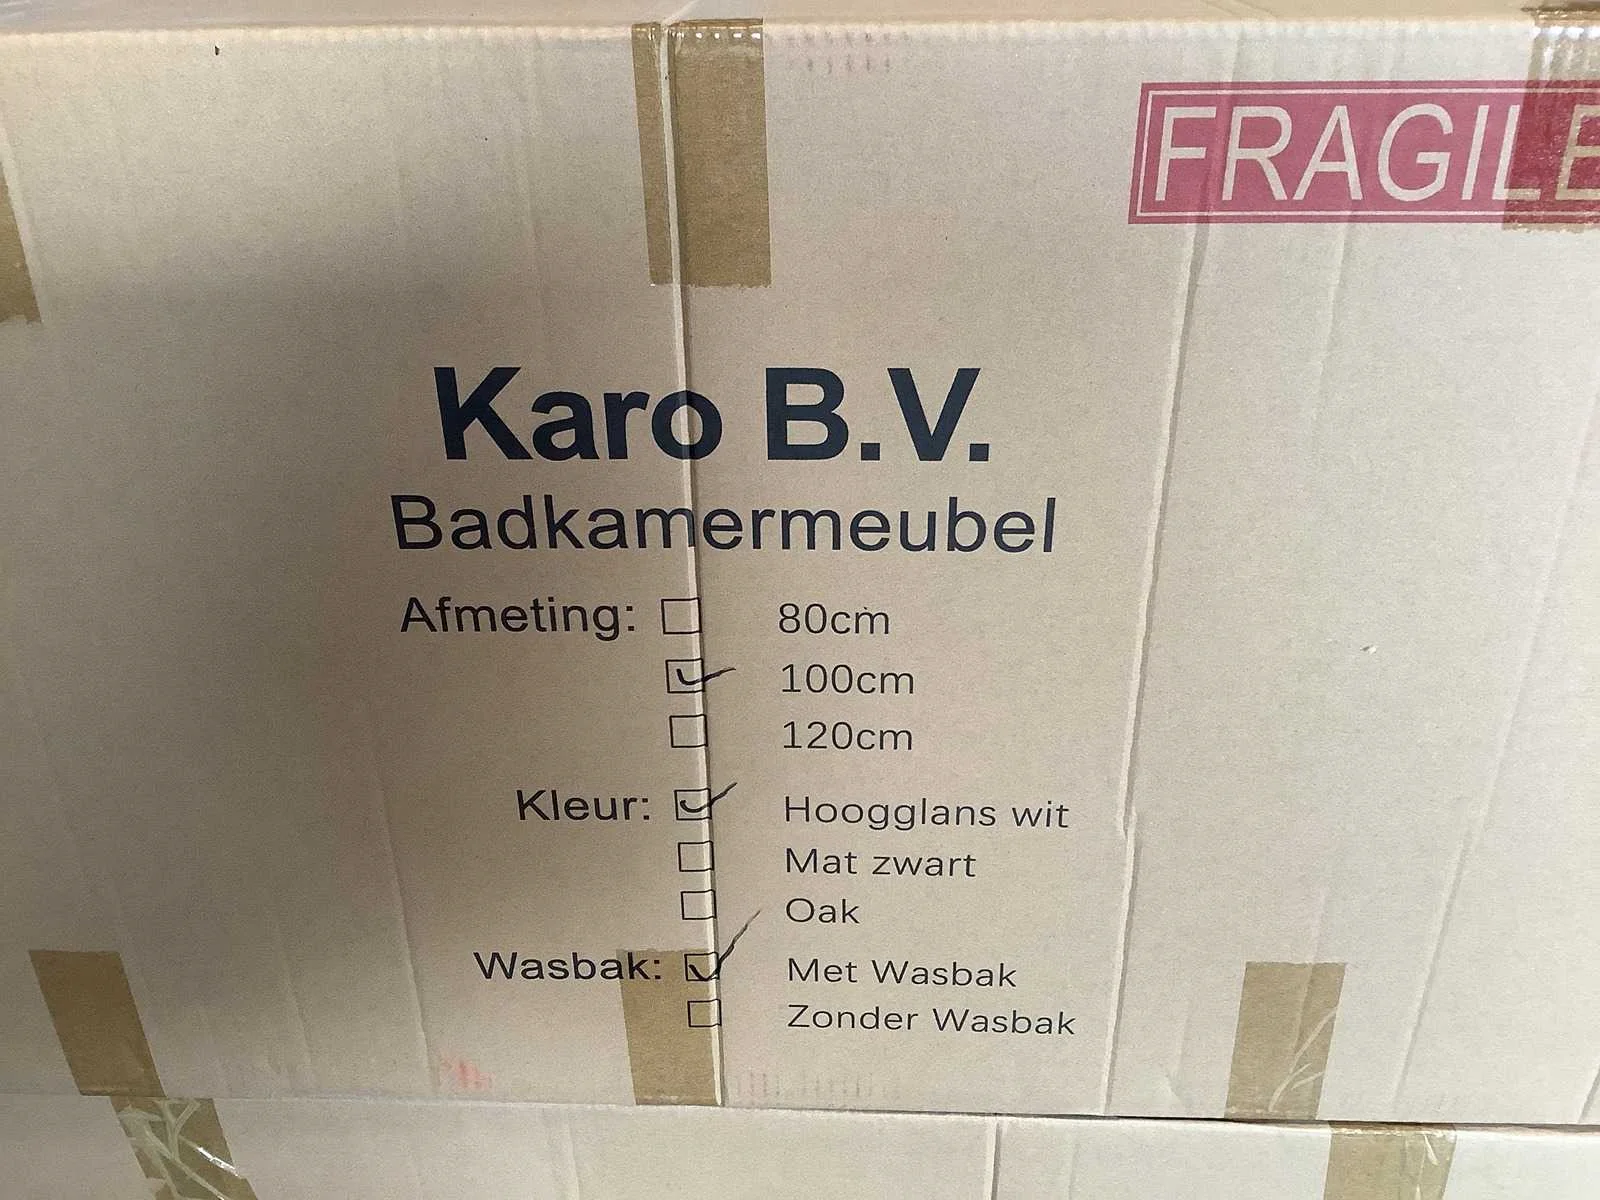 FRAGILE
Karo B.V.
Badkamermeubel
Afmeting: 80cm
100cm
120cm
Kleur: Hoogglans wit
Mat zwart
Oak
Wasbak: Met Wasbak
Zonder Wasbak